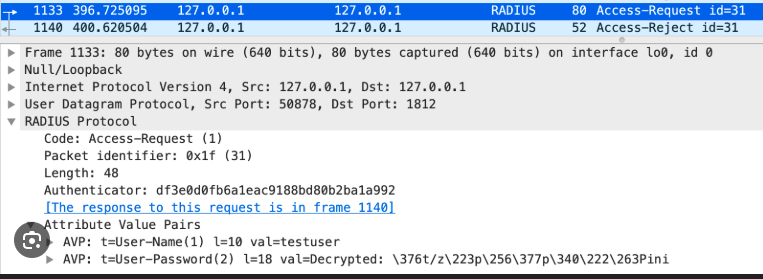 1133 396.725095 127.0.0.1 127.0.0.1 RADIUS 80 Access-Request id=31
1140 400.620504 127.0.0.1 127.0.0.1 RADIUS 52 Access-Reject id=31
Frame 1133: 80 bytes on wire (640 bits), 80 bytes captured (640 bits) on interface lo0, id 0
Null/Loopback
Internet Protocol Version 4, Src: 127.0.0.1, Dst: 127.0.0.1
User Datagram Protocol, Src Port: 50878, Dst Port: 1812
RADIUS Protocol
Code: Access-Request (1)
Packet identifier: 0x1f (31)
Length: 48
Authenticator: df3e0d0fb6a1eac9188bd80b2ba1a992
[The response to this request is in frame 1140]
Attribute Value Pairs
AVP: t=User-Name(1) l=10 val=testuser
AVP: t=User-Password(2) l=18 val=Decrypted: \376t/z\223p\256\377p\340\222\263Pini